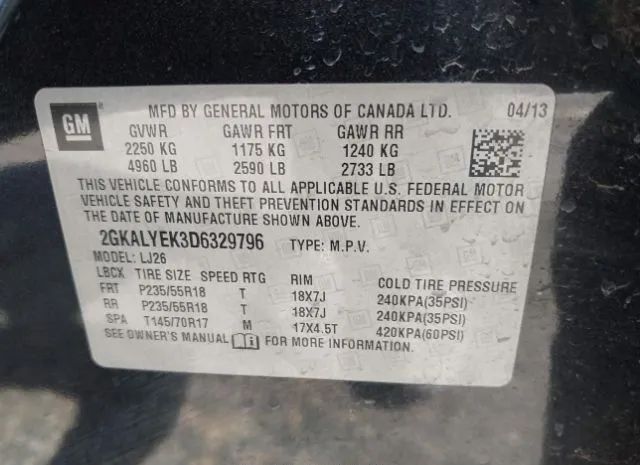 GM
MFD BY GENERAL MOTORS OF CANADA LTD. 04/13
GVWR GAWR FRT GAWR RR
2250 KG 1175 KG 1240 KG
4960 LB 2590 LB 2733 LB
THIS VEHICLE CONFORMS TO ALL APPLICABLE U.S. FEDERAL MOTOR
VEHICLE SAFETY AND THEFT PREVENTION STANDARDS IN EFFECT ON
THE DATE OF MANUFACTURE SHOWN ABOVE.
2GKALYEK3D6329796 TYPE: M.P.V.
MODEL: LJ26
LBCX TIRE SIZE SPEED RTG RIM COLD TIRE PRESSURE
FRT P235/55R18 T 18X7J 240KPA(35PSI)
RR P235/55R18 T 18X7J 240KPA(35PSI)
SPA T145/70R17 M 17X4.5T 420KPA(60PSI)
SEE OWNER'S MANUAL FOR MORE INFORMATION.